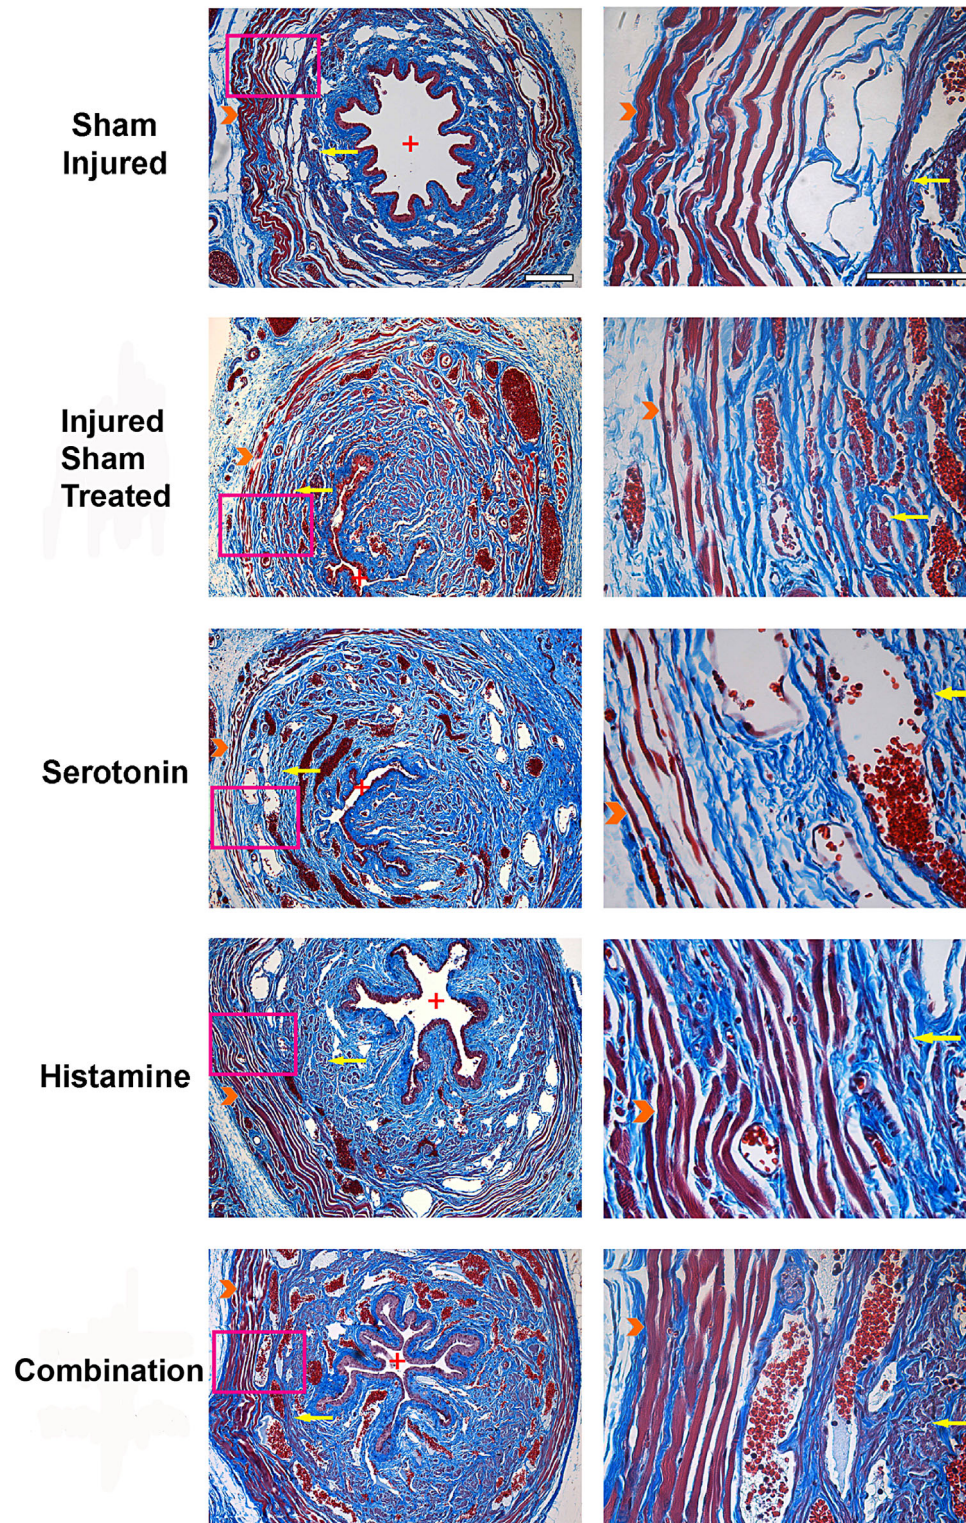 Sham
Injured
Injured
Sham
Treated
Serotonin
Histamine
Combination